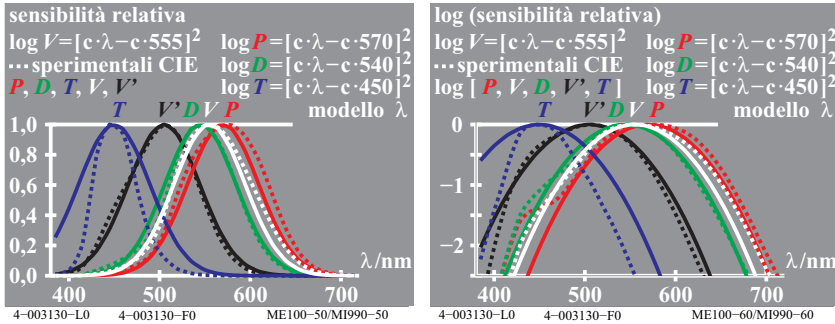 sensibilità relativa
log V=[c·λ−c·555]² log P=[c·λ−c·570]²
sperimentali CIE log D=[c·λ−c·540]²
P, D, T, V, V' log T=[c·λ−c·450]²
T V' D V P modello λ
1,0
0,8
0,6
0,4
0,2
0,0
λ/nm
400 500 600 700
4−003130−L0 4−003130−F0 ME100−50/MI990−50
log (sensibilità relativa)
log V=[c·λ−c·555]² log P=[c·λ−c·570]²
sperimentali CIE log D=[c·λ−c·540]²
log [ P, V, D, V', T ] log T=[c·λ−c·450]²
T V' D V P modello λ
0
−1
−2
λ/nm
400 500 600 700
4−003130−L0 4−003130−F0 ME100−60/MI990−60